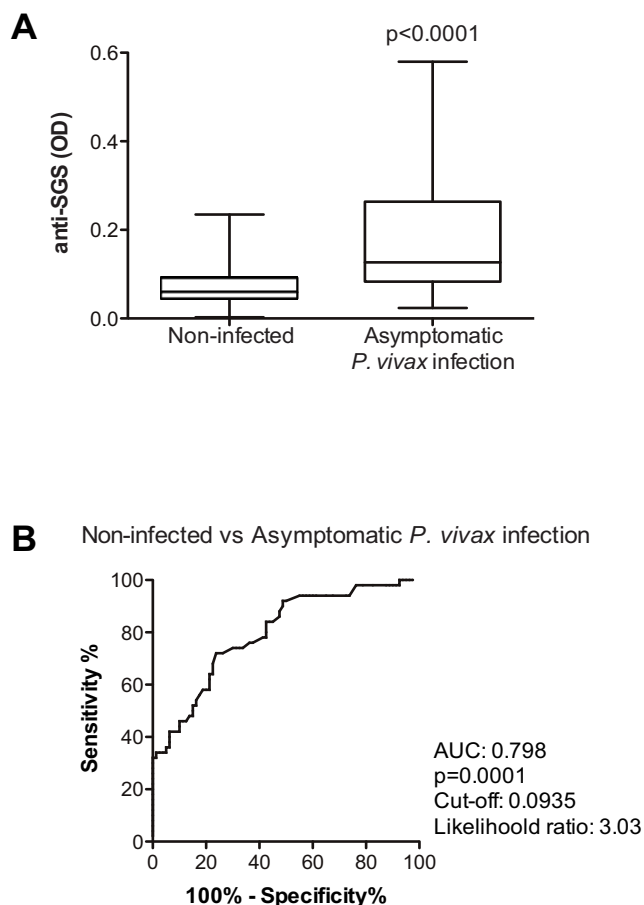 A
p<0.0001
anti-SGS (OD)
0.6
0.4
0.2
0.0
Non-infected
Asymptomatic
P. vivax infection
B
Non-infected vs Asymptomatic P. vivax infection
Sensitivity %
100
80
60
40
20
0
0 20 40 60 80 100
100% - Specificity%
AUC: 0.798
p=0.0001
Cut-off: 0.0935
Likelihoold ratio: 3.03